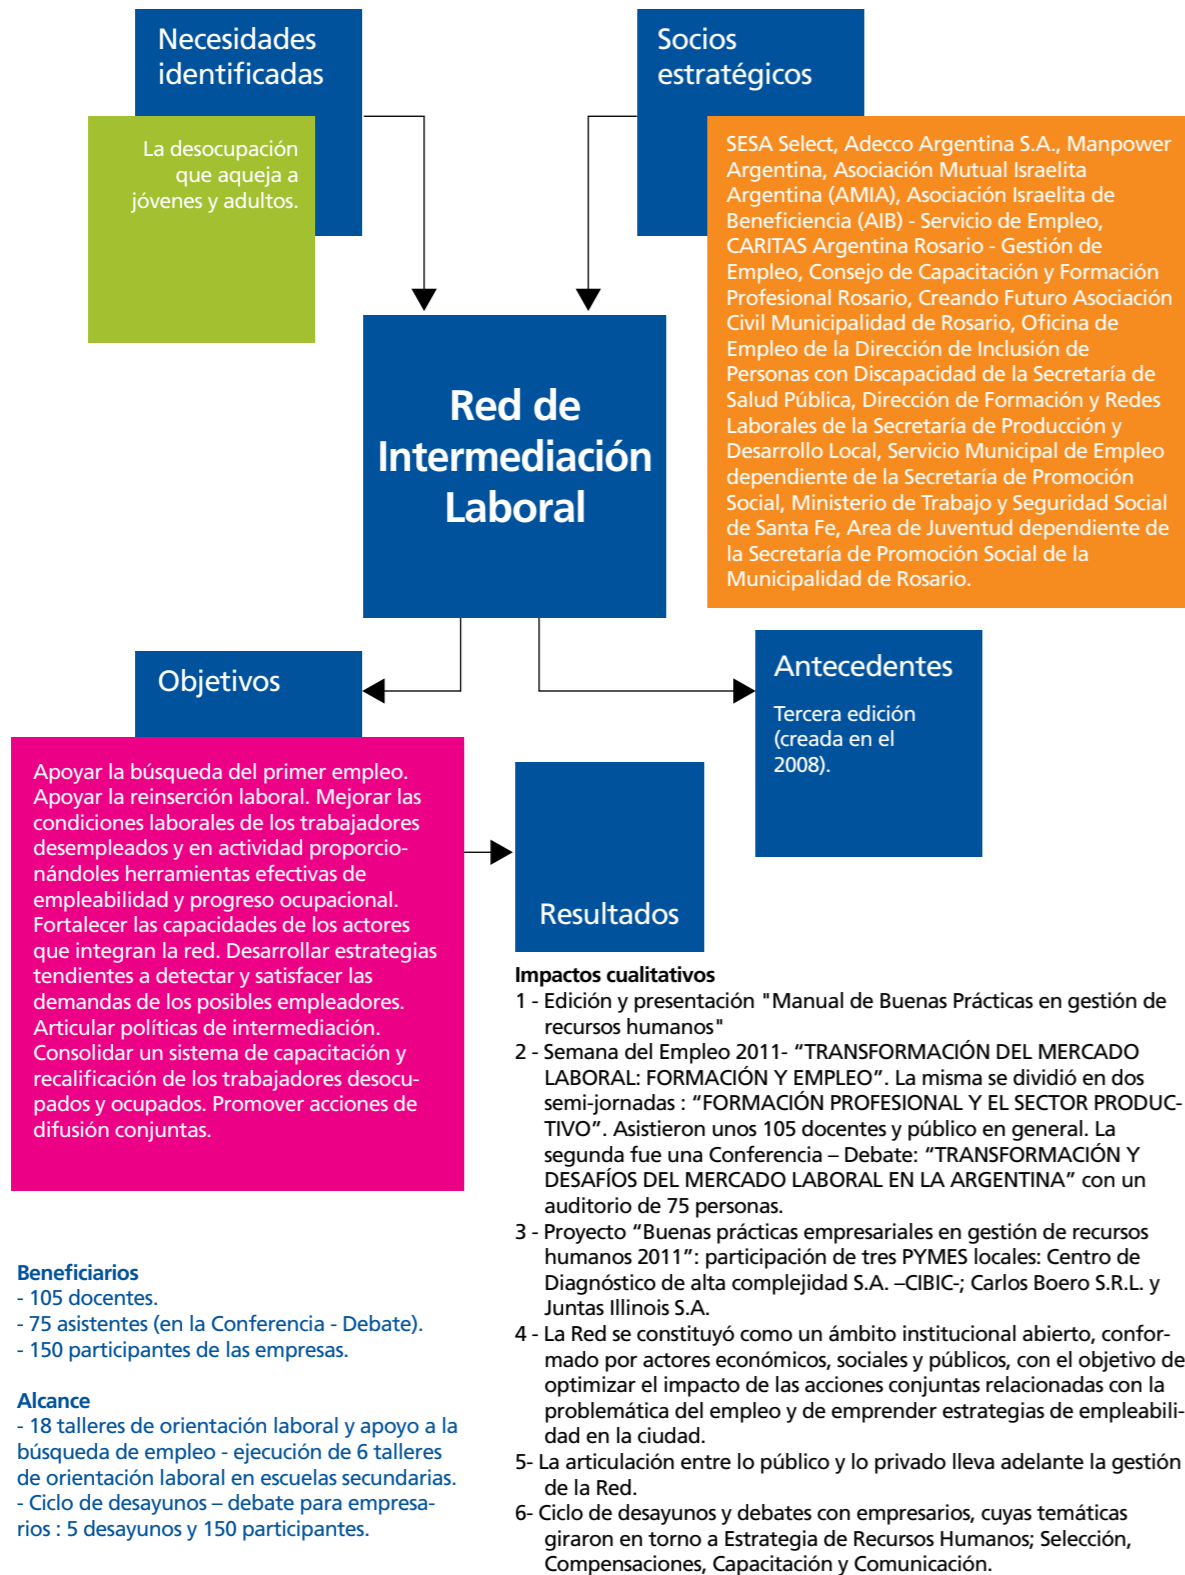 Necesidades
identificadas
La desocupación
que aqueja a
jóvenes y adultos.
Socios
estratégicos
SESA Select, Adecco Argentina S.A., Manpower
Argentina, Asociación Mutual Israelita
Argentina (AMIA), Asociación Israelita de
Beneficiencia (AIB) - Servicio de Empleo,
CARITAS Argentina Rosario - Gestión de
Empleo, Consejo de Capacitación y Formación
Profesional Rosario, Creando Futuro Asociación
Civil Municipalidad de Rosario, Oficina de
Empleo de la Dirección de Inclusión de
Personas con Discapacidad de la Secretaría de
Salud Pública, Dirección de Formación y Redes
Laborales de la Secretaría de Producción y
Desarrollo Local, Servicio Municipal de Empleo
dependiente de la Secretaría de Promoción
Social, Ministerio de Trabajo y Seguridad Social
de Santa Fe, Area de Juventud dependiente de
la Secretaría de Promoción Social de la
Municipalidad de Rosario.
Red de
Intermediación
Laboral
Objetivos
Apoyar la búsqueda del primer empleo.
Apoyar la reinserción laboral. Mejorar las
condiciones laborales de los trabajadores
desempleados y en actividad proporcio-
nándoles herramientas efectivas de
empleabilidad y progreso ocupacional.
Fortalecer las capacidades de los actores
que integran la red. Desarrollar estrategias
tendientes a detectar y satisfacer las
demandas de los posibles empleadores.
Articular políticas de intermediación.
Consolidar un sistema de capacitación y
recalificación de los trabajadores desocu-
pados y ocupados. Promover acciones de
difusión conjuntas.
Antecedentes
Tercera edición
(creada en el
2008).
Resultados
Impactos cualitativos
1 - Edición y presentación "Manual de Buenas Prácticas en gestión de
recursos humanos"
2 - Semana del Empleo 2011- “TRANSFORMACIÓN DEL MERCADO
LABORAL: FORMACIÓN Y EMPLEO”. La misma se dividió en dos
semi-jornadas : “FORMACIÓN PROFESIONAL Y EL SECTOR PRODUC-
TIVO”. Asistieron unos 105 docentes y público en general. La
segunda fue una Conferencia – Debate: “TRANSFORMACIÓN Y
DESAFÍOS DEL MERCADO LABORAL EN LA ARGENTINA” con un
auditorio de 75 personas.
3 - Proyecto “Buenas prácticas empresariales en gestión de recursos
humanos 2011”: participación de tres PYMES locales: Centro de
Diagnóstico de alta complejidad S.A. –CIBIC-; Carlos Boero S.R.L. y
Juntas Illinois S.A.
4 - La Red se constituyó como un ámbito institucional abierto, confor-
mado por actores económicos, sociales y públicos, con el objetivo de
optimizar el impacto de las acciones conjuntas relacionadas con la
problemática del empleo y de emprender estrategias de empleabili-
dad en la ciudad.
5- La articulación entre lo público y lo privado lleva adelante la gestión
de la Red.
6- Ciclo de desayunos y debates con empresarios, cuyas temáticas
giraron en torno a Estrategia de Recursos Humanos; Selección,
Compensaciones, Capacitación y Comunicación.
Beneficiarios
- 105 docentes.
- 75 asistentes (en la Conferencia - Debate).
- 150 participantes de las empresas.
Alcance
- 18 talleres de orientación laboral y apoyo a la
búsqueda de empleo - ejecución de 6 talleres
de orientación laboral en escuelas secundarias.
- Ciclo de desayunos – debate para empresa-
rios : 5 desayunos y 150 participantes.